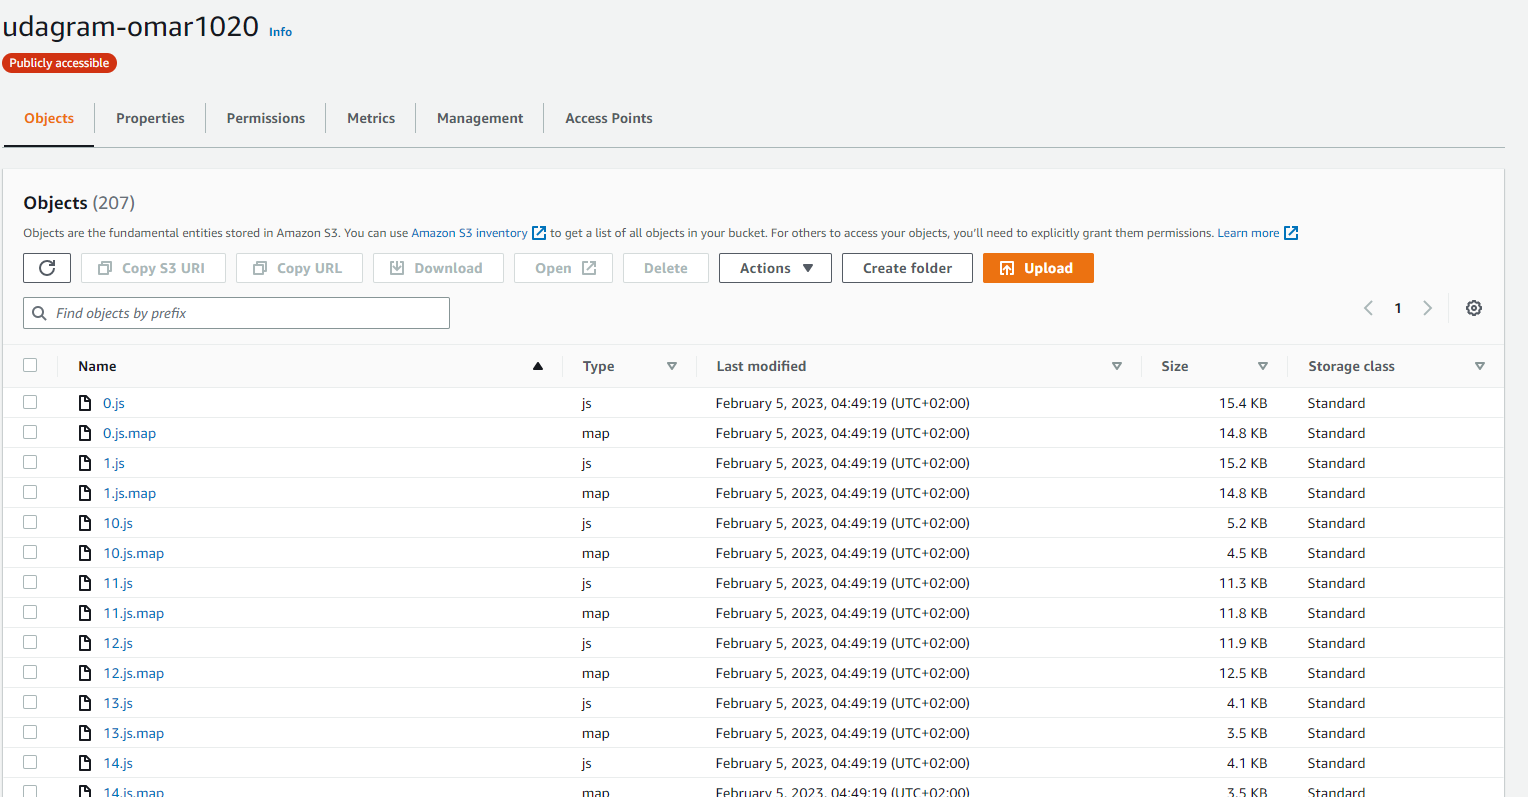 udagram-omar1020 Info
Publicly accessible
Objects Properties Permissions Metrics Management Access Points
Objects (207)
Objects are the fundamental entities stored in Amazon S3. You can use Amazon S3 inventory to get a list of all objects in your bucket. For others to access your objects, you'll need to explicitly grant them permissions. Learn more
Copy S3 URI Copy URL Download Open Delete Actions Create folder Upload
Find objects by prefix 1
Name Type Last modified Size Storage class
0.js js February 5, 2023, 04:49:19 (UTC+02:00) 15.4 KB Standard
0.js.map map February 5, 2023, 04:49:19 (UTC+02:00) 14.8 KB Standard
1.js js February 5, 2023, 04:49:19 (UTC+02:00) 15.2 KB Standard
1.js.map map February 5, 2023, 04:49:19 (UTC+02:00) 14.8 KB Standard
10.js js February 5, 2023, 04:49:19 (UTC+02:00) 5.2 KB Standard
10.js.map map February 5, 2023, 04:49:19 (UTC+02:00) 4.5 KB Standard
11.js js February 5, 2023, 04:49:19 (UTC+02:00) 11.3 KB Standard
11.js.map map February 5, 2023, 04:49:19 (UTC+02:00) 11.8 KB Standard
12.js js February 5, 2023, 04:49:19 (UTC+02:00) 11.9 KB Standard
12.js.map map February 5, 2023, 04:49:19 (UTC+02:00) 12.5 KB Standard
13.js js February 5, 2023, 04:49:19 (UTC+02:00) 4.1 KB Standard
13.js.map map February 5, 2023, 04:49:19 (UTC+02:00) 3.5 KB Standard
14.js js February 5, 2023, 04:49:19 (UTC+02:00) 4.1 KB Standard
14.js.map map February 5, 2023, 04:49:19 (UTC+02:00) 3.5 KB Standard